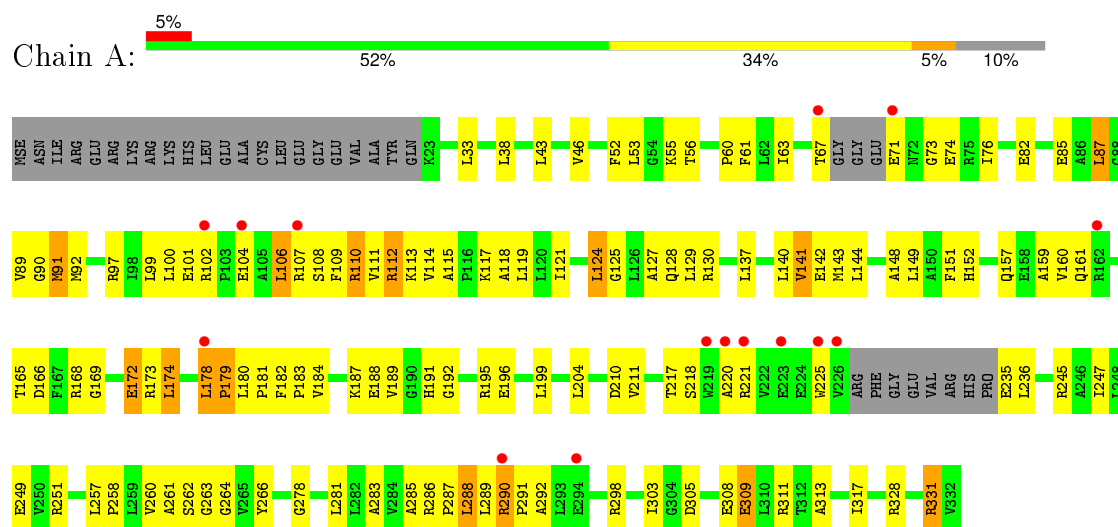 5%
Chain A:
52% 34% 5% 10%
MSE ASN ILE ARG GLU ARG LYS ARG LYS HIS LEU GLU ALA CYS LEU GLU GLY GLU VAL ALA TYR GLN K23 L33 L38 L43 V46 F52 L53 G54 K55 T56 P60 F61 L62 I63 T67 GLY GLY GLU E71 N72 G73 E74 R75 I76 E82 E85 A86 L87 G88
V89 G90 M91 M92 R97 I98 L99 L100 E101 R102 P103 E104 A105 L106 R107 S108 F109 R110 V111 R112 K113 V114 A115 P116 K117 A118 L119 L120 I121 L124 G125 L126 A127 Q128 L129 R130 L137 L140 V141 E142 M143 L144 A148 L149 A150 F151 H152 Q157 E158 A159 V160 Q161 R162
T165 D166 F167 R168 G169 E172 R173 L174 L178 P179 L180 P181 F182 P183 V184 K187 E188 V189 G190 H191 G192 R195 E196 L199 L204 D210 V211 T217 S218 W219 A220 R221 V222 E223 E224 W225 V226 ARG PHE GLY GLU VAL ARG HIS PRO E235 L236 R245 A246 I247 L248
E249 V250 R251 L257 P258 L259 V260 A261 S262 G263 G264 V265 Y266 G278 L281 L282 A283 V284 A285 R286 P287 L288 L289 R290 P291 A292 L293 E294 R298 I303 G304 D305 E308 E309 L310 R311 T312 A313 I317 R328 R331 V332